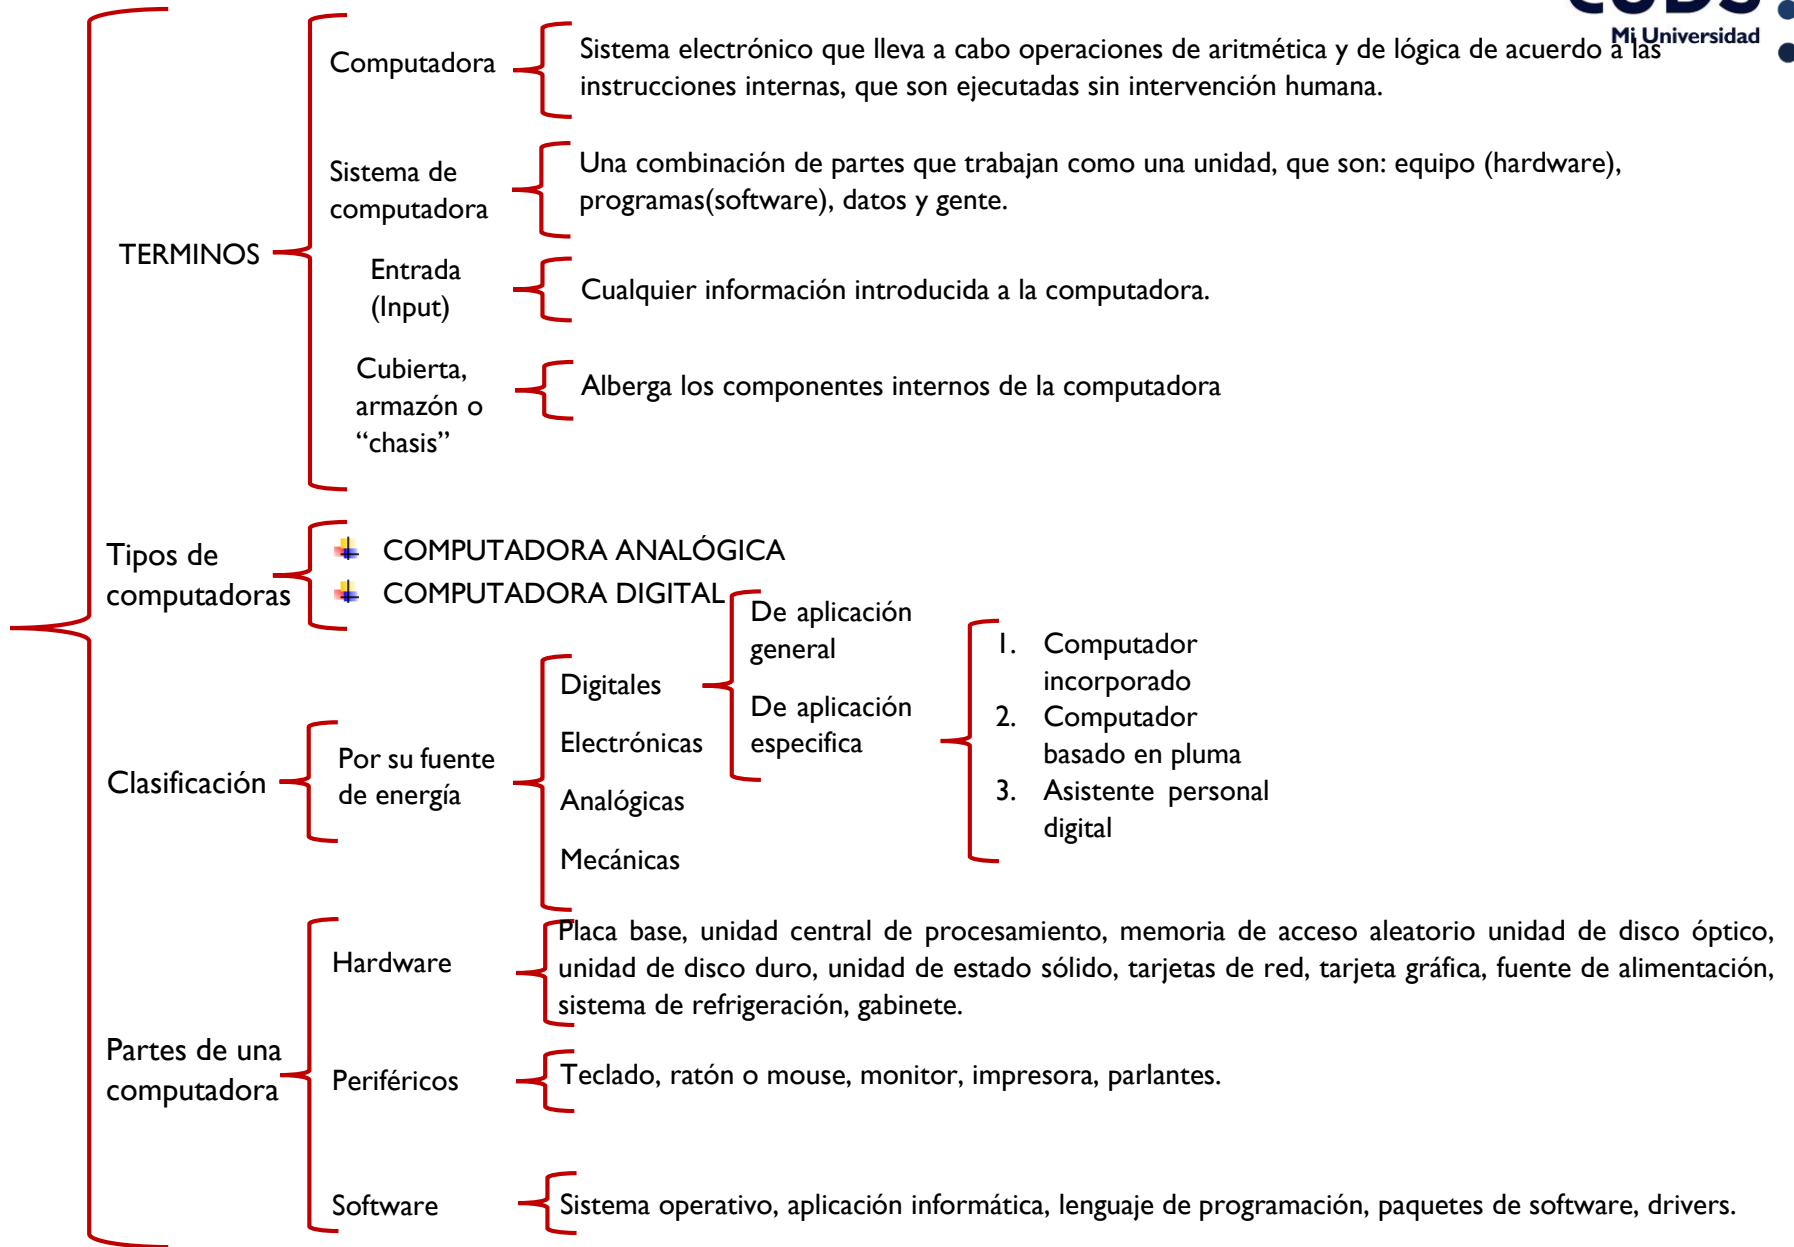 Mi Universidad
Computadora
Sistema electrónico que lleva a cabo operaciones de aritmética y de lógica de acuerdo a las
instrucciones internas, que son ejecutadas sin intervención humana.
Sistema de
computadora
Una combinación de partes que trabajan como una unidad, que son: equipo (hardware),
programas(software), datos y gente.
TERMINOS
Entrada
(Input)
Cualquier información introducida a la computadora.
Cubierta,
armazón o
“chasis”
Alberga los componentes internos de la computadora
Tipos de
computadoras
COMPUTADORA ANALÓGICA
COMPUTADORA DIGITAL
Clasificación
Por su fuente
de energía
Digitales
Electrónicas
Analógicas
Mecánicas
De aplicación
general
De aplicación
especifica
1. Computador
incorporado
2. Computador
basado en pluma
3. Asistente personal
digital
Partes de una
computadora
Hardware
Placa base, unidad central de procesamiento, memoria de acceso aleatorio unidad de disco óptico,
unidad de disco duro, unidad de estado sólido, tarjetas de red, tarjeta gráfica, fuente de alimentación,
sistema de refrigeración, gabinete.
Periféricos
Teclado, ratón o mouse, monitor, impresora, parlantes.
Software
Sistema operativo, aplicación informática, lenguaje de programación, paquetes de software, drivers.